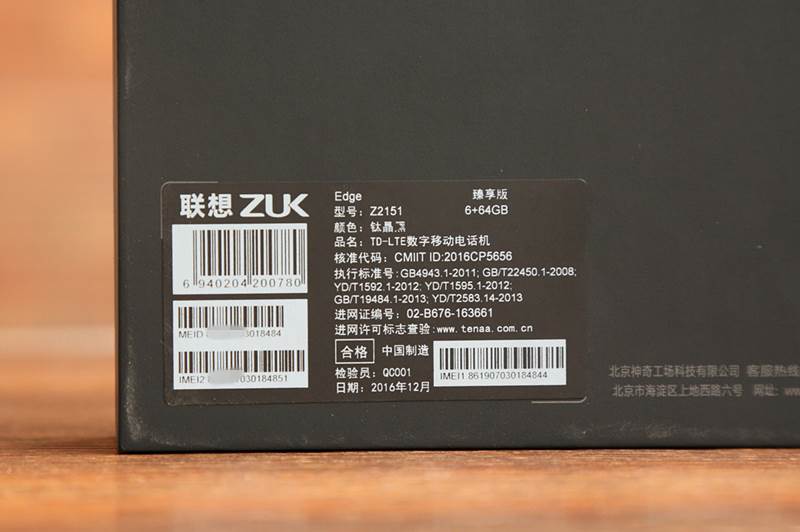 联想 ZUK
Edge 臻享版
型号：Z2151 6+64GB
颜色：钛晶黑
品名：TD-LTE数字移动电话机
核准代码：CMIIT ID:2016CP5656
执行标准号:GB4943.1-2011; GB/T22450.1-2008;
YD/T1592.1-2012; YD/T1595.1-2012;
GB/T19484.1-2013; YD/T2583.14-2013
进网证编号：02-B676-163661
进网许可标志查验:www.tenaa.com.cn
合格 中国制造
检验员：QC001
日期：2016年12月
6 940204 200780
MEID 3018484
IMEI2 07030184851
IMEI1 861907030184844
北京神奇工场科技有限公司 客服热线
北京市海淀区上地西路六号 网址: